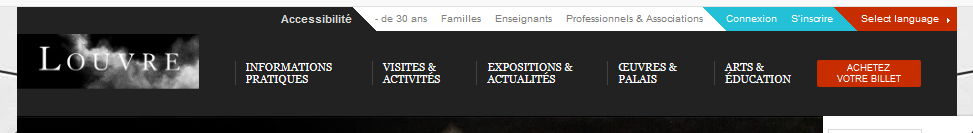 Accessibilité - de 30 ans Familles Enseignants Professionnels & Associations Connexion S'inscrire Select language
LOUVRE
INFORMATIONS
PRATIQUES
VISITES &
ACTIVITÉS
EXPOSITIONS &
ACTUALITÉS
ŒUVRES &
PALAIS
ARTS &
ÉDUCATION
ACHETEZ
VOTRE BILLET